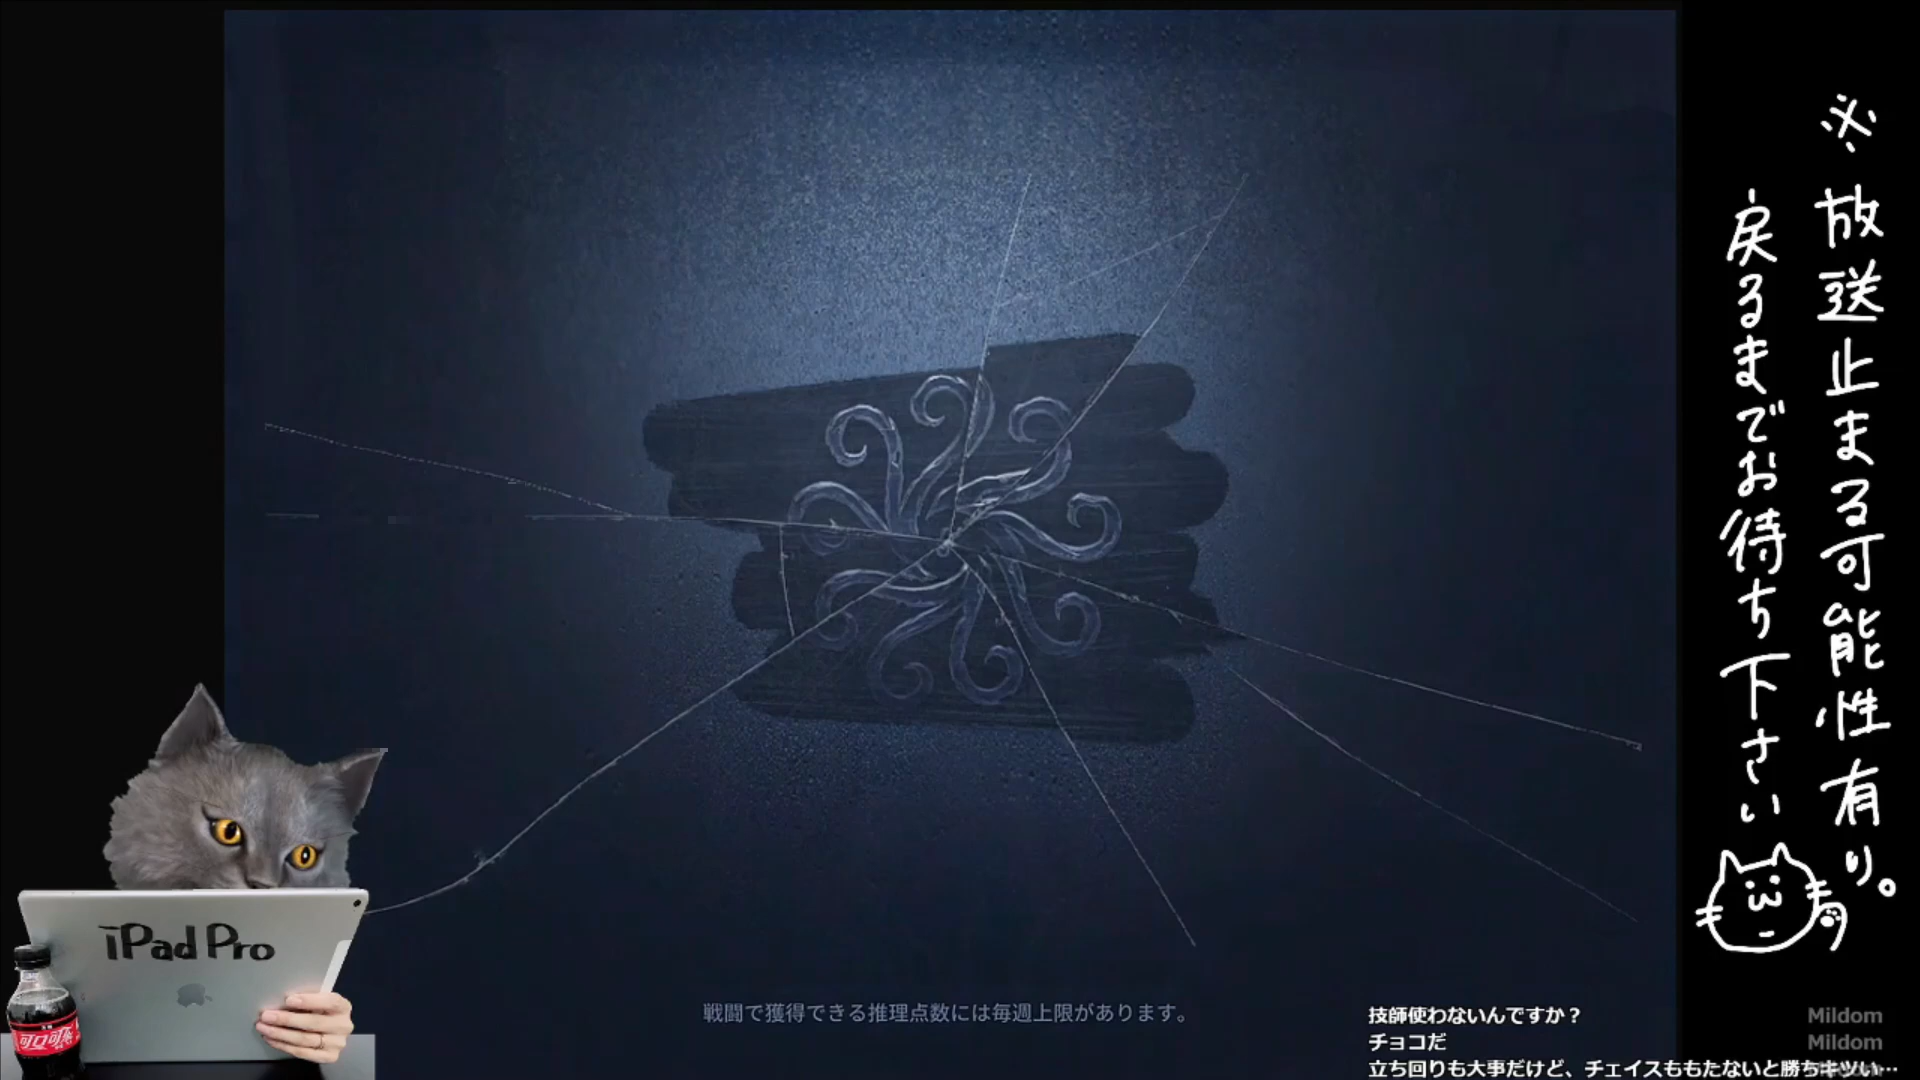 ※放送止まる可能性有り。
戻るまでお待ち下さい
iPad Pro
可口可乐
戦闘で獲得できる推理点数には毎週上限があります。
技師使わないんですか？
チョコだ
立ち回りも大事だけど、チェイスももたないと勝ちキツい…
Mildom
Mildom